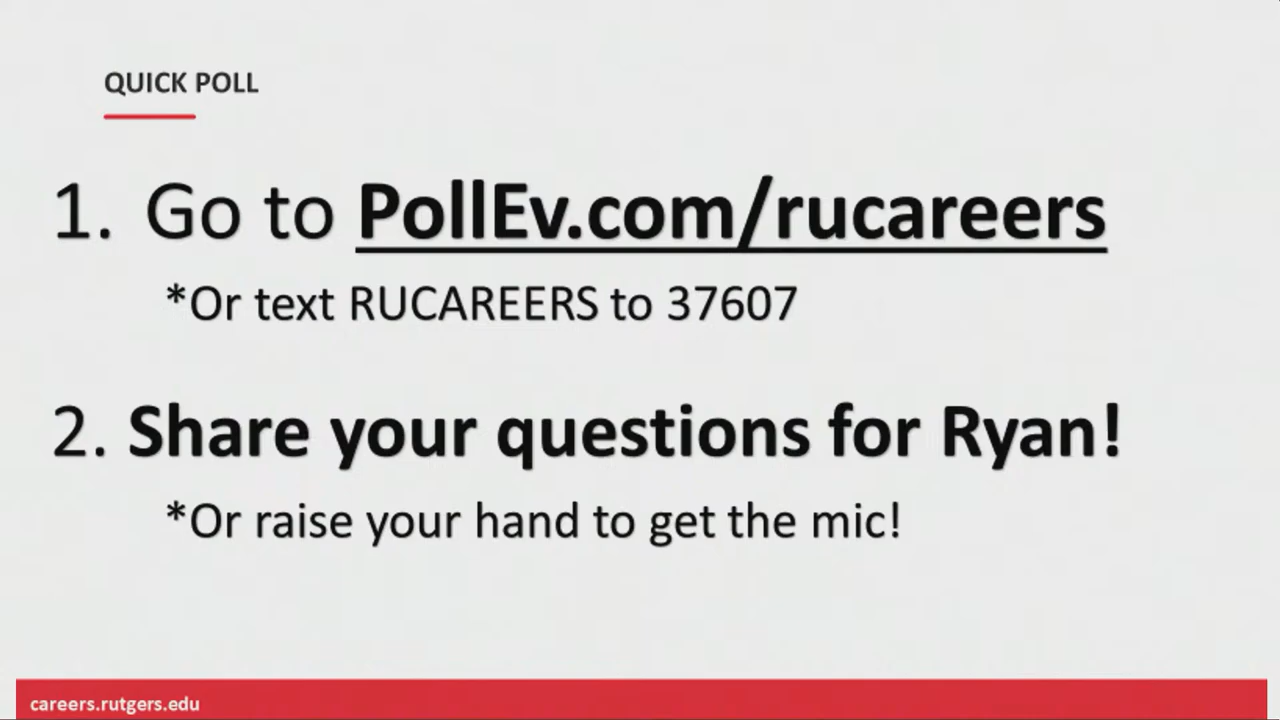 QUICK POLL
1. Go to PollEv.com/rucareers
*Or text RUCAREERS to 37607
2. Share your questions for Ryan!
*Or raise your hand to get the mic!
careers.rutgers.edu